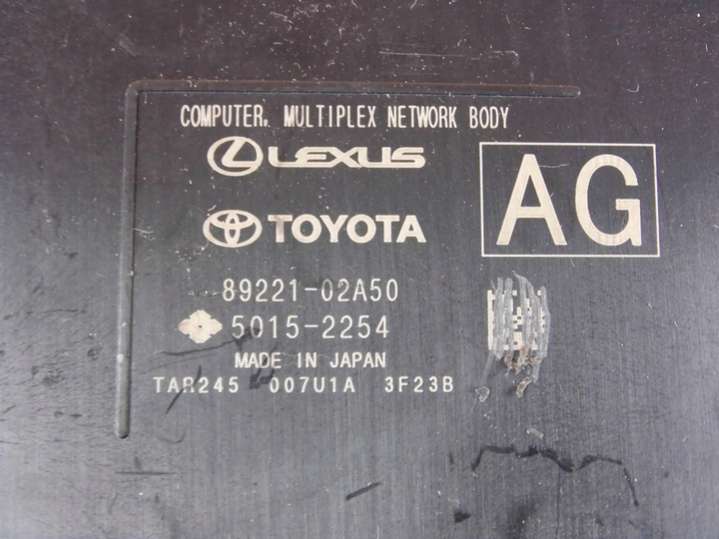 COMPUTER, MULTIPLEX NETWORK BODY
LEXUS
TOYOTA
AG
89221-02A50
5015-2254
MADE IN JAPAN
TAR245 007U1A 3F23B